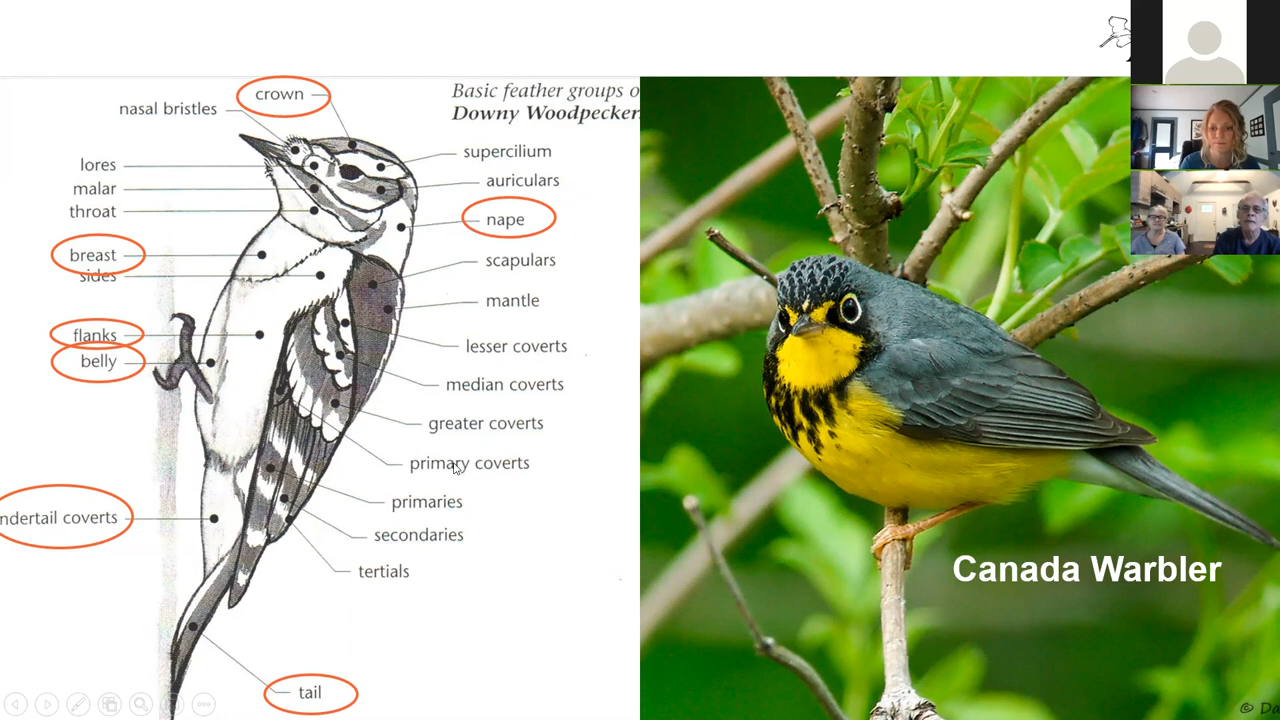 Basic feather groups o
Downy Woodpecker.
crown
nasal bristles
lores
malar
throat
breast
sides
flanks
belly
ndertail coverts
supercilium
auriculars
nape
scapulars
mantle
lesser coverts
median coverts
greater coverts
primary coverts
primaries
secondaries
tertials
tail
Canada Warbler
© Da